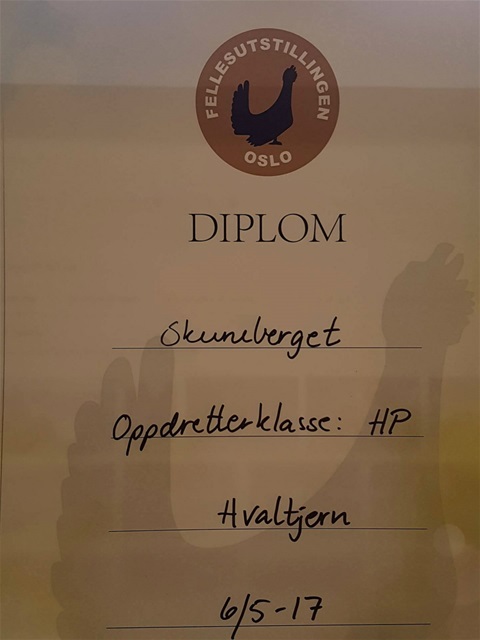 FELLESUTSTILLINGEN
OSLO
DIPLOM
Skuneberget
Oppdretterklasse: HP
Hvaltjern
6/5-17